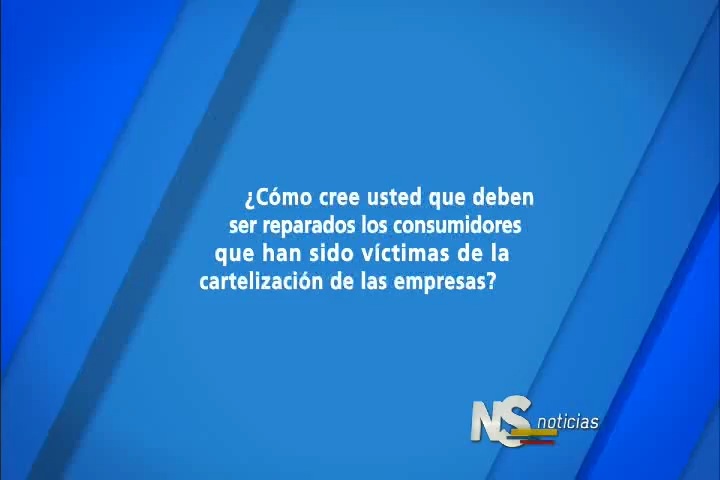 ¿Cómo cree usted que deben
ser reparados los consumidores
que han sido víctimas de la
cartelización de las empresas?
NS noticias